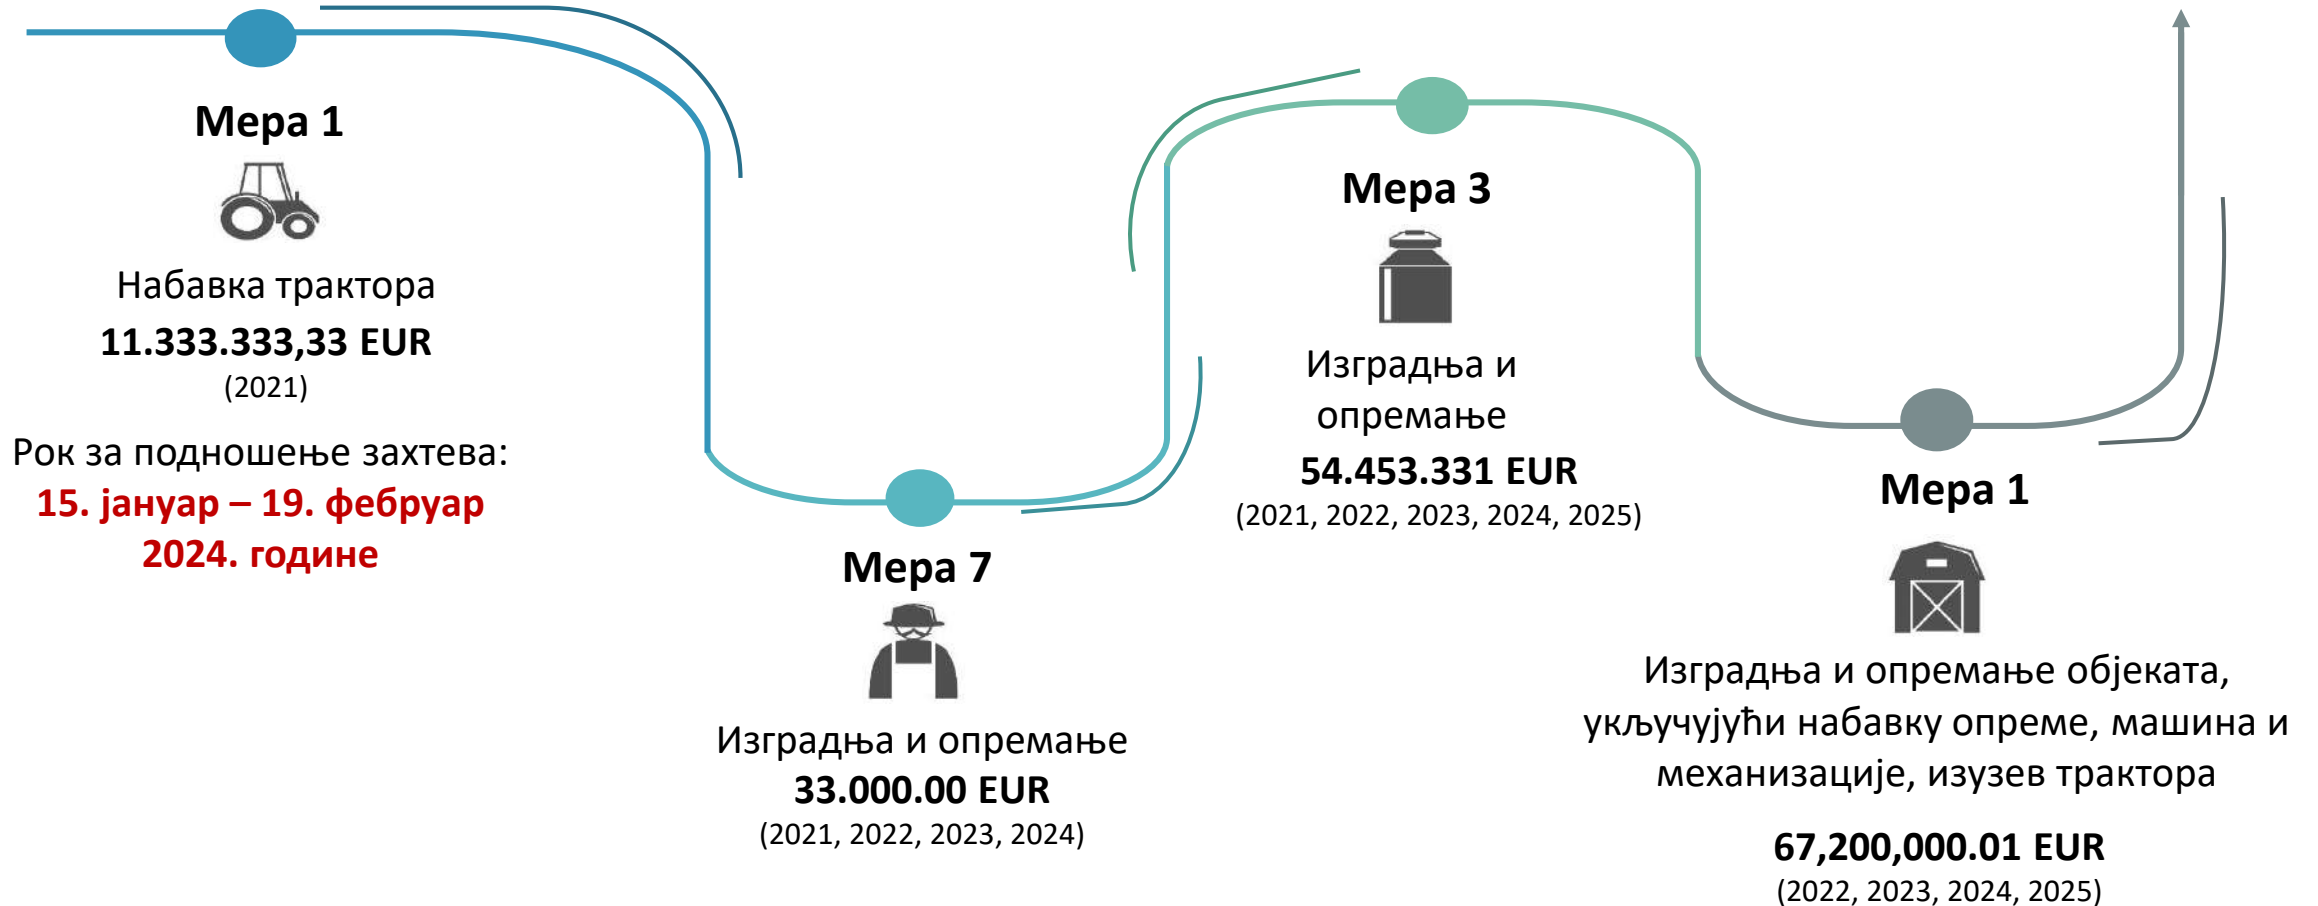 Мера 1
Набавка трактора
11.333.333,33 EUR
(2021)
Рок за подношење захтева:
15. јануар – 19. фебруар
2024. године
Мера 7
Изградња и опремање
33.000.00 EUR
(2021, 2022, 2023, 2024)
Мера 3
Изградња и
опремање
54.453.331 EUR
(2021, 2022, 2023, 2024, 2025)
Мера 1
Изградња и опремање објеката,
укључујући набавку опреме, машина и
механизације, изузев трактора
67,200,000.01 EUR
(2022, 2023, 2024, 2025)